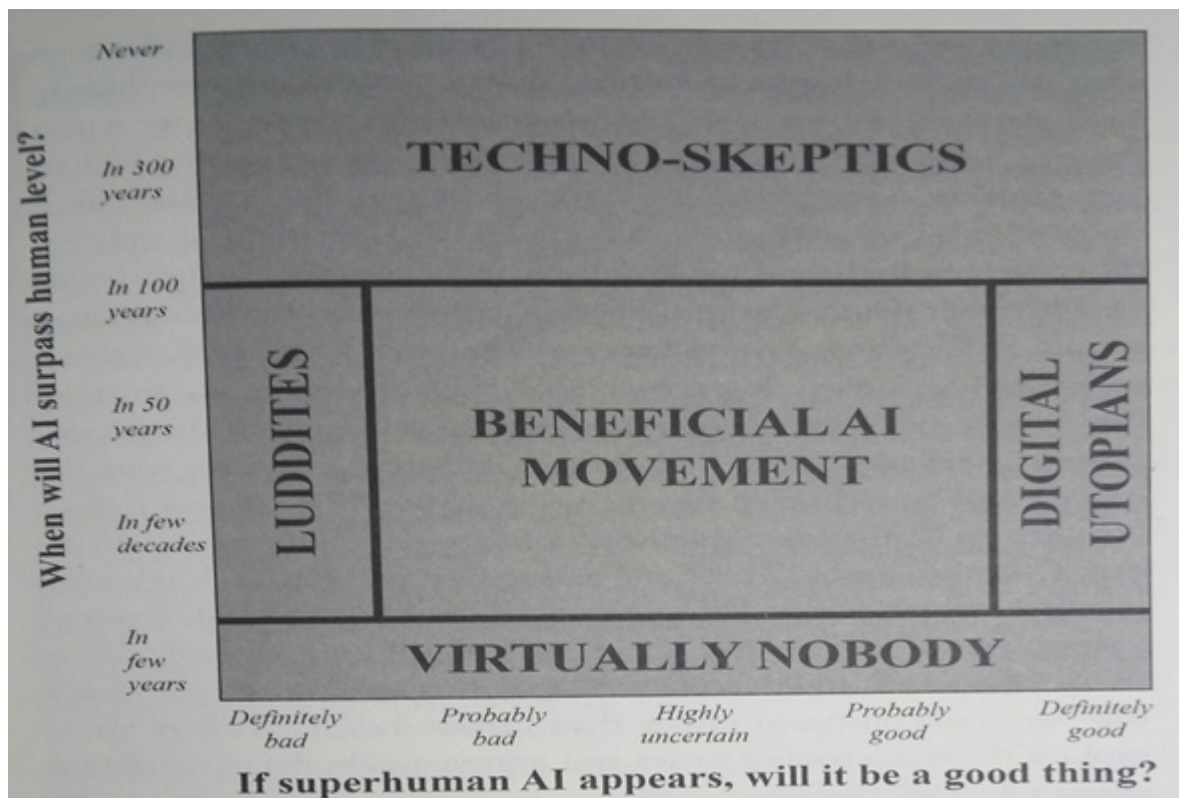 When will AI surpass human level?
Never
In 300
years
In 100
years
In 50
years
In few
decades
In
few
years
TECHNO-SKEPTICS
LUDDITES
BENEFICIAL AI
MOVEMENT
DIGITAL
UTOPIANS
VIRTUALLY NOBODY
Definitely
bad
Probably
bad
Highly
uncertain
Probably
good
Definitely
good
If superhuman AI appears, will it be a good thing?